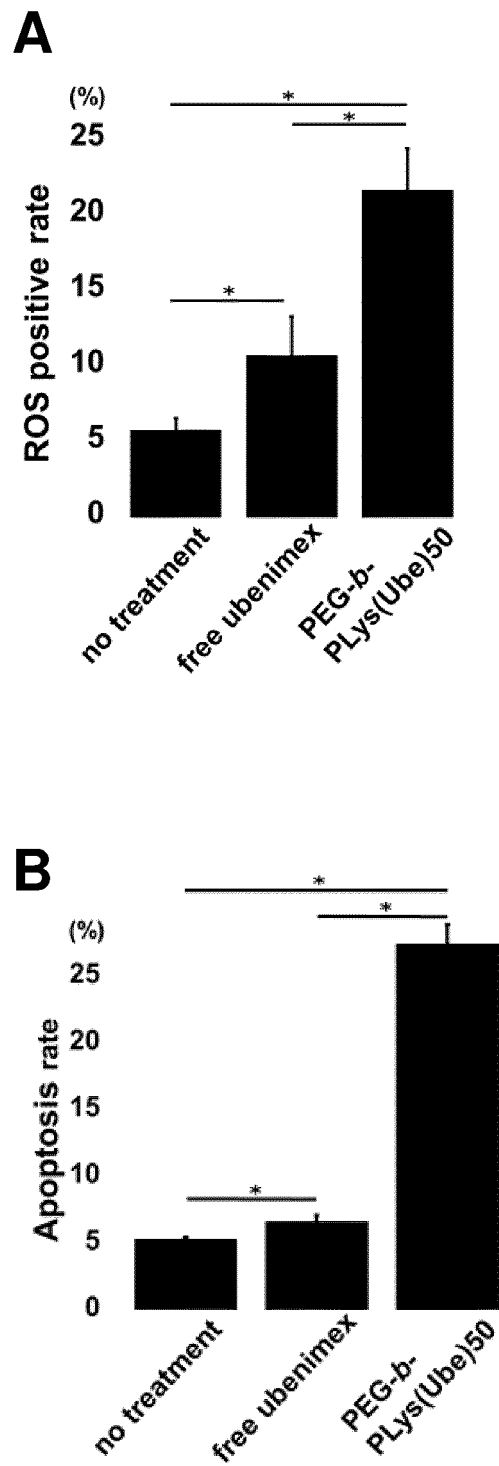 A
(%)
*
*
25
20
15
*
10
5
0
ROS positive rate
no treatment
free ubenimex
PEG-b-
PLys(Ube)50
B
(%)
*
*
25
20
15
10
*
5
0
Apoptosis rate
no treatment
free ubenimex
PEG-b-
PLys(Ube)50